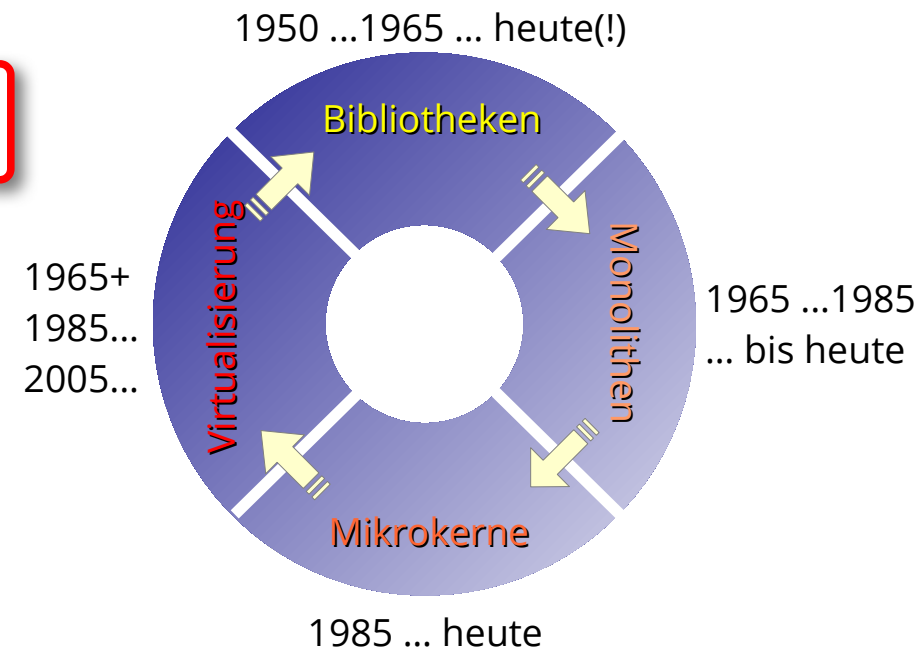 1950 ...1965 ... heute(!)
Bibliotheken
Monolithen
1965 ...1985
... bis heute
Mikrokerne
1985 ... heute
Virtualisierung
1965+
1985...
2005...